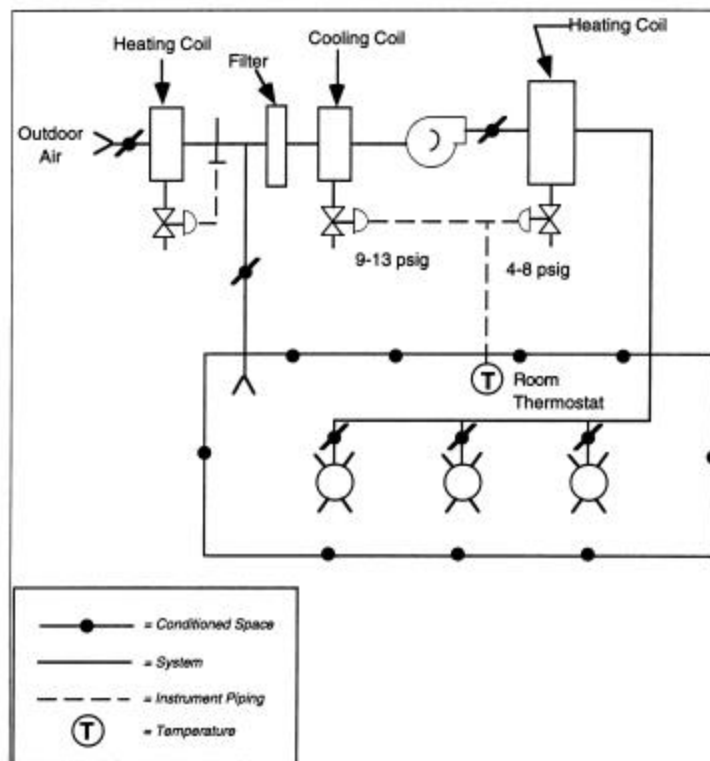 Heating Coil
Filter
Cooling Coil
Heating Coil
Outdoor
Air
9-13 psig
4-8 psig
T
Room
Thermostat
= Conditioned Space
= System
= Instrument Piping
T
= Temperature